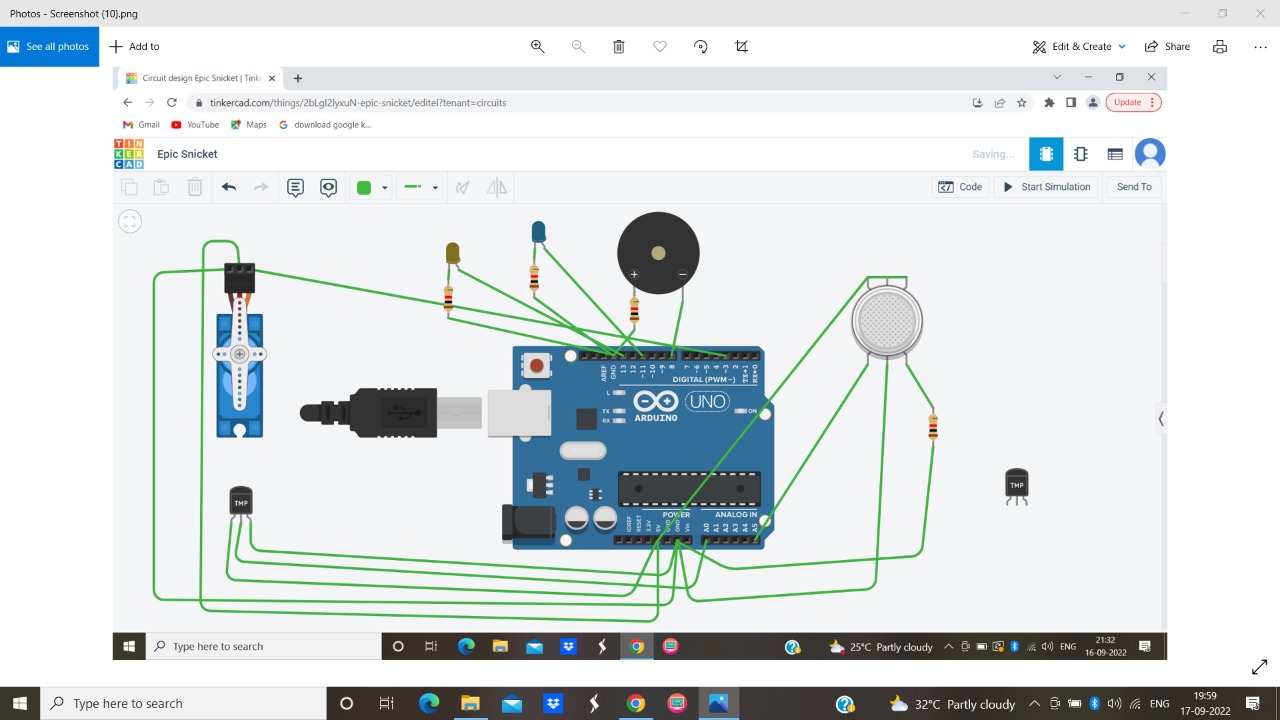 Photos - Screenshot (10).png
See all photos
Add to
Edit & Create
Share
Circuit design Epic Snicket | Tink
tinkercad.com/things/2bLgI2IyxuN-epic-snicket/editel?tenant=circuits
Update
Gmail
YouTube
Maps
download google k...
TIN
KER
CAD
Epic Snicket
Saving...
Code
Start Simulation
Send To
AREF
GND
13
12
~11
~10
~9
8
7
~6
~5
4
~3
2
TX→1
RX←0
DIGITAL (PWM~)
L
TX
RX
ARDUINO
UNO
ON
TMP
TMP
POWER
ANALOG IN
IOREF
RESET
3.3V
5V
GND
GND
Vin
A0
A1
A2
A3
A4
A5
Type here to search
25°C Partly cloudy
ENG
21:32
16-09-2022
Type here to search
32°C Partly cloudy
ENG
19:59
17-09-2022